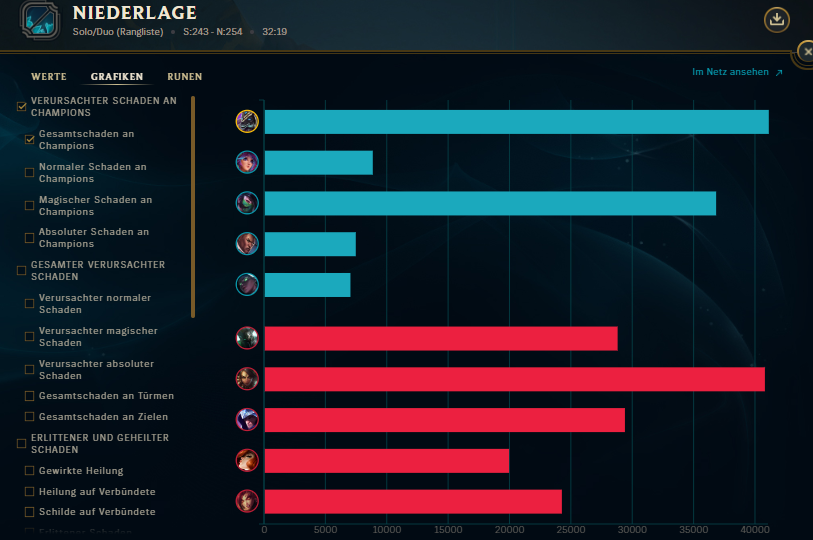 NIEDERLAGE
Solo/Duo (Rangliste) • S:243 - N:254 • 32:19
WERTE GRAFIKEN RUNEN
Im Netz ansehen ↗
VERURSACHTER SCHADEN AN
CHAMPIONS
Gesamtschaden an
Champions
Normaler Schaden an
Champions
Magischer Schaden an
Champions
Absoluter Schaden an
Champions
GESAMTER VERURSACHTER
SCHADEN
Verursachter normaler
Schaden
Verursachter magischer
Schaden
Verursachter absoluter
Schaden
Gesamtschaden an Türmen
Gesamtschaden an Zielen
ERLITTENER UND GEHEILTER
SCHADEN
Gewirkte Heilung
Heilung auf Verbündete
Schilde auf Verbündete
Erlittener Schaden
0 5000 10000 15000 20000 25000 30000 35000 40000